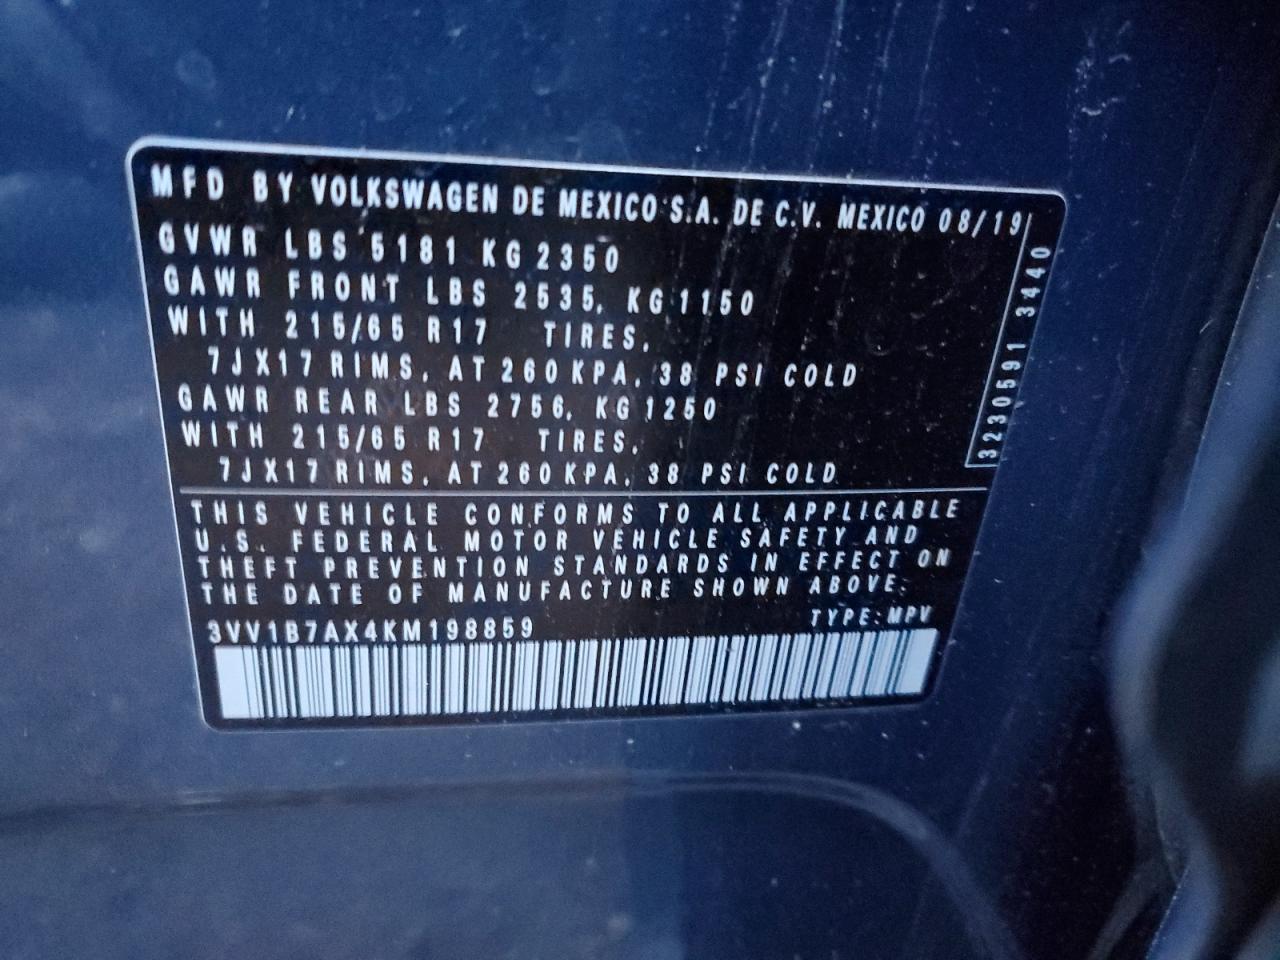 MFD BY VOLKSWAGEN DE MEXICO S.A. DE C.V. MEXICO 08/19
GVWR LBS 5181 KG 2350
GAWR FRONT LBS 2535, KG 1150
WITH 215/65 R17 TIRES,
7JX17 RIMS, AT 260 KPA, 38 PSI COLD
GAWR REAR LBS 2756, KG 1250
WITH 215/65 R17 TIRES,
7JX17 RIMS, AT 260 KPA, 38 PSI COLD
3230591 3440
THIS VEHICLE CONFORMS TO ALL APPLICABLE
U.S. FEDERAL MOTOR VEHICLE SAFETY AND
THEFT PREVENTION STANDARDS IN EFFECT ON
THE DATE OF MANUFACTURE SHOWN ABOVE.
3VV1B7AX4KM198859 TYPE: MPV